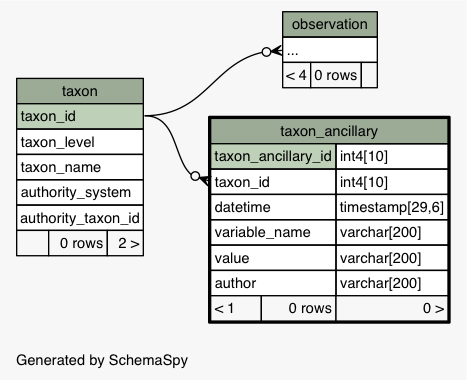 observation
...
< 4 0 rows
taxon
taxon_id
taxon_level
taxon_name
authority_system
authority_taxon_id
0 rows 2 >
taxon_ancillary
taxon_ancillary_id int4[10]
taxon_id int4[10]
datetime timestamp[29,6]
variable_name varchar[200]
value varchar[200]
author varchar[200]
< 1 0 rows 0 >
Generated by SchemaSpy